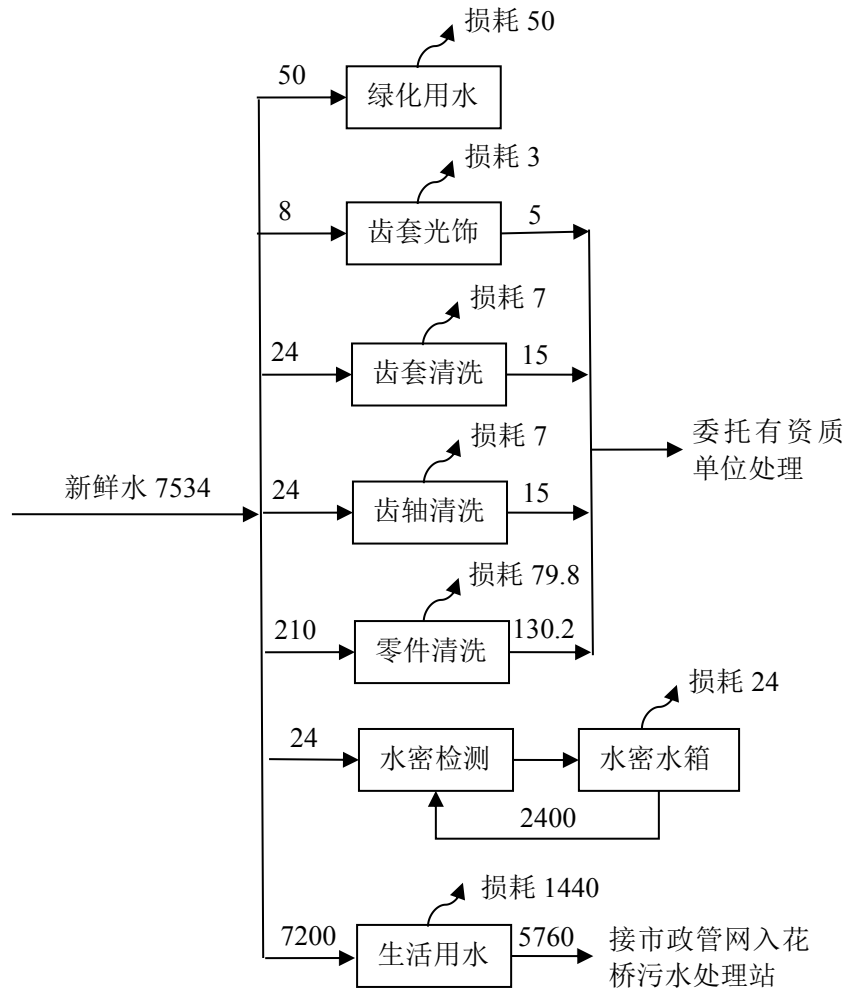 损耗 50
50
绿化用水
损耗 3
8
齿套光饰
5
损耗 7
24
齿套清洗
15
损耗 7
24
齿轴清洗
15
委托有资质
单位处理
新鲜水 7534
损耗 79.8
210
零件清洗
130.2
损耗 24
24
水密检测
水密水箱
2400
损耗 1440
7200
生活用水
5760
接市政管网入花
桥污水处理站